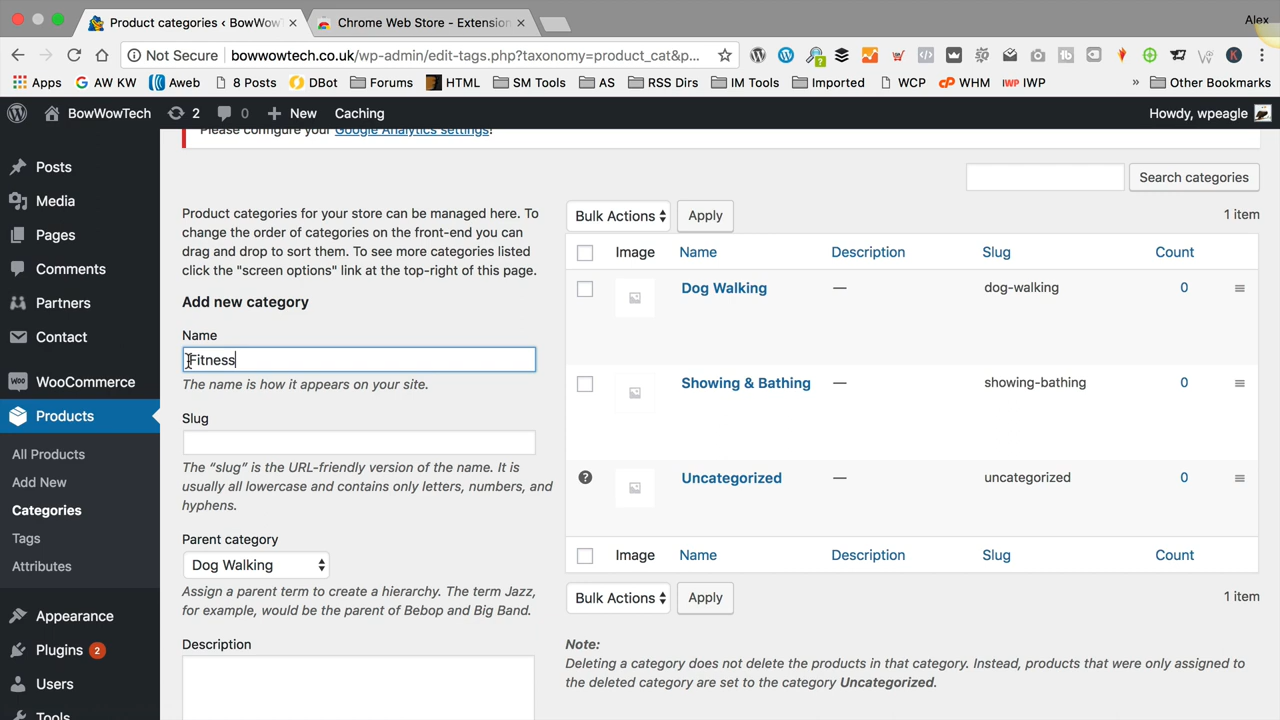 Product categories ‹ BowWowT
Chrome Web Store - Extension
Alex
Not Secure
bowwowtech.co.uk/wp-admin/edit-tags.php?taxonomy=product_cat&p...
Apps
AW KW
Aweb
8 Posts
DBot
Forums
HTML
SM Tools
AS
RSS Dirs
IM Tools
Imported
WCP
WHM
IWP
»
Other Bookmarks
BowWowTech
2
0
New
Caching
Howdy, wpeagle
Please configure your Google Analytics settings!
Posts
Media
Pages
Comments
Partners
Contact
WooCommerce
Products
All Products
Add New
Categories
Tags
Attributes
Appearance
Plugins 2
Users
Tools
Search categories
Product categories for your store can be managed here. To
change the order of categories on the front-end you can
drag and drop to sort them. To see more categories listed
click the "screen options" link at the top-right of this page.
Add new category
Name
Fitness
The name is how it appears on your site.
Slug
The “slug” is the URL-friendly version of the name. It is
usually all lowercase and contains only letters, numbers, and
hyphens.
Parent category
Dog Walking
Assign a parent term to create a hierarchy. The term Jazz,
for example, would be the parent of Bebop and Big Band.
Description
Bulk Actions
Apply
1 item
Image Name Description Slug Count
Dog Walking — dog-walking 0
Showing & Bathing — showing-bathing 0
Uncategorized — uncategorized 0
Image Name Description Slug Count
Bulk Actions
Apply
1 item
Note:
Deleting a category does not delete the products in that category. Instead, products that were only assigned to
the deleted category are set to the category Uncategorized.